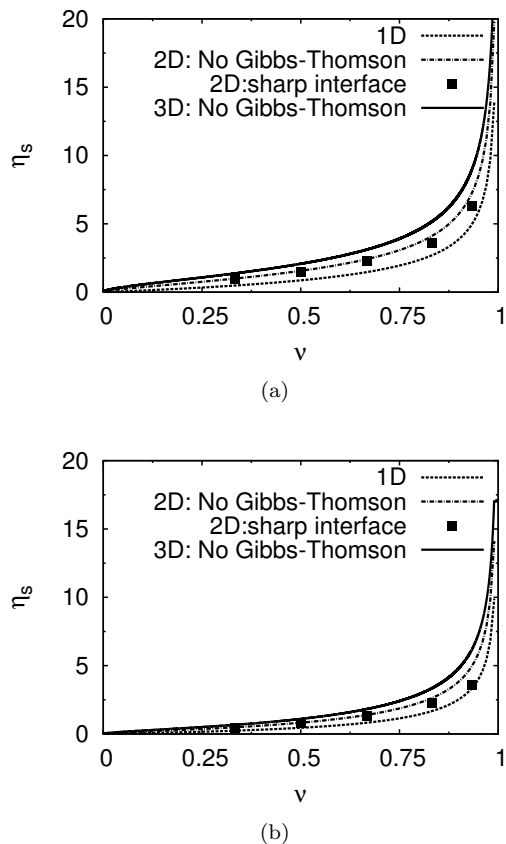 20
1D
2D: No Gibbs-Thomson
15
2D:sharp interface
3D: No Gibbs-Thomson
ηs
10
5
0
0 0.25 0.5 0.75 1
ν
(a)
20
1D
2D: No Gibbs-Thomson
15
2D:sharp interface
3D: No Gibbs-Thomson
ηs
10
5
0
0 0.25 0.5 0.75 1
ν
(b)